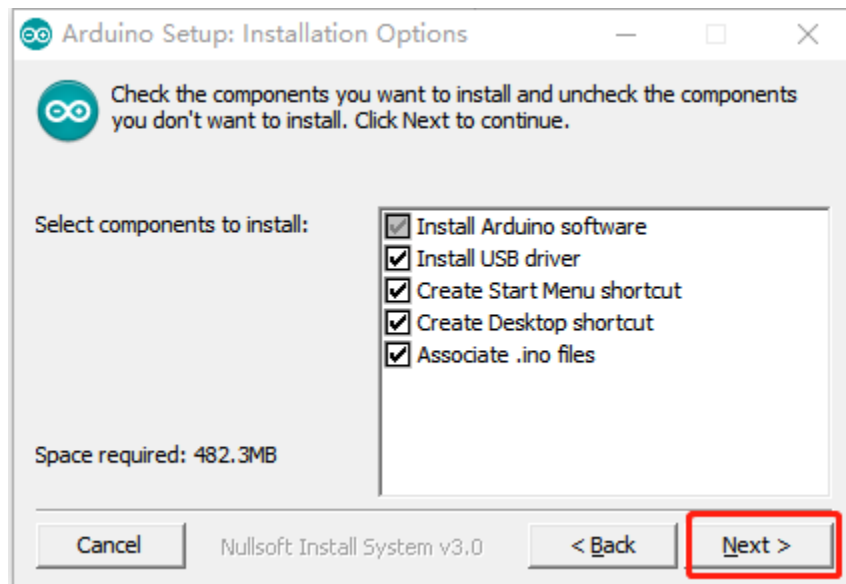 Arduino Setup: Installation Options
Check the components you want to install and uncheck the components
you don't want to install. Click Next to continue.
Select components to install:
Install Arduino software
Install USB driver
Create Start Menu shortcut
Create Desktop shortcut
Associate .ino files
Space required: 482.3MB
Cancel
Nullsoft Install System v3.0
< Back
Next >